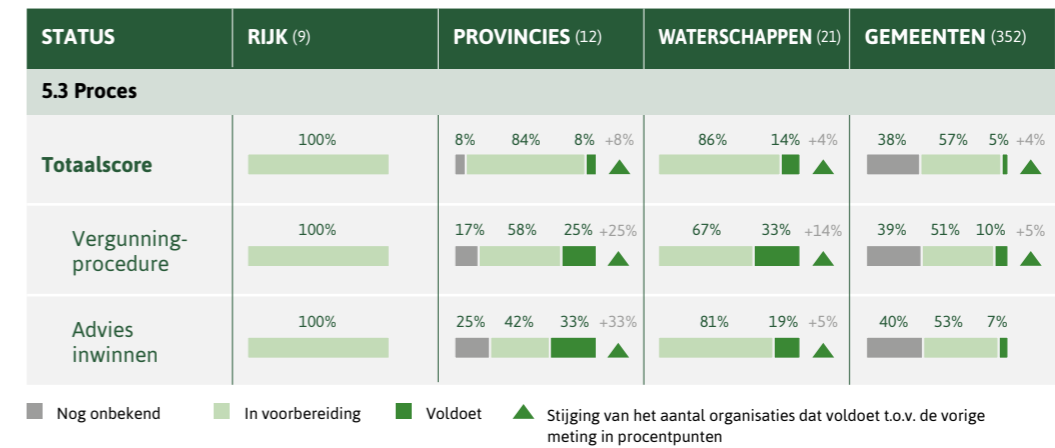 STATUS RIJK (9) PROVINCIES (12) WATERSCHAPPEN (21) GEMEENTEN (352)
5.3 Proces
Totaalscore 100% 8% 84% 8% +8% 86% 14% +4% 38% 57% 5% +4%
Vergunning-
procedure 100% 17% 58% 25% +25% 67% 33% +14% 39% 51% 10% +5%
Advies
inwinnen 100% 25% 42% 33% +33% 81% 19% +5% 40% 53% 7%
Nog onbekend In voorbereiding Voldoet Stijging van het aantal organisaties dat voldoet t.o.v. de vorige
meting in procentpunten